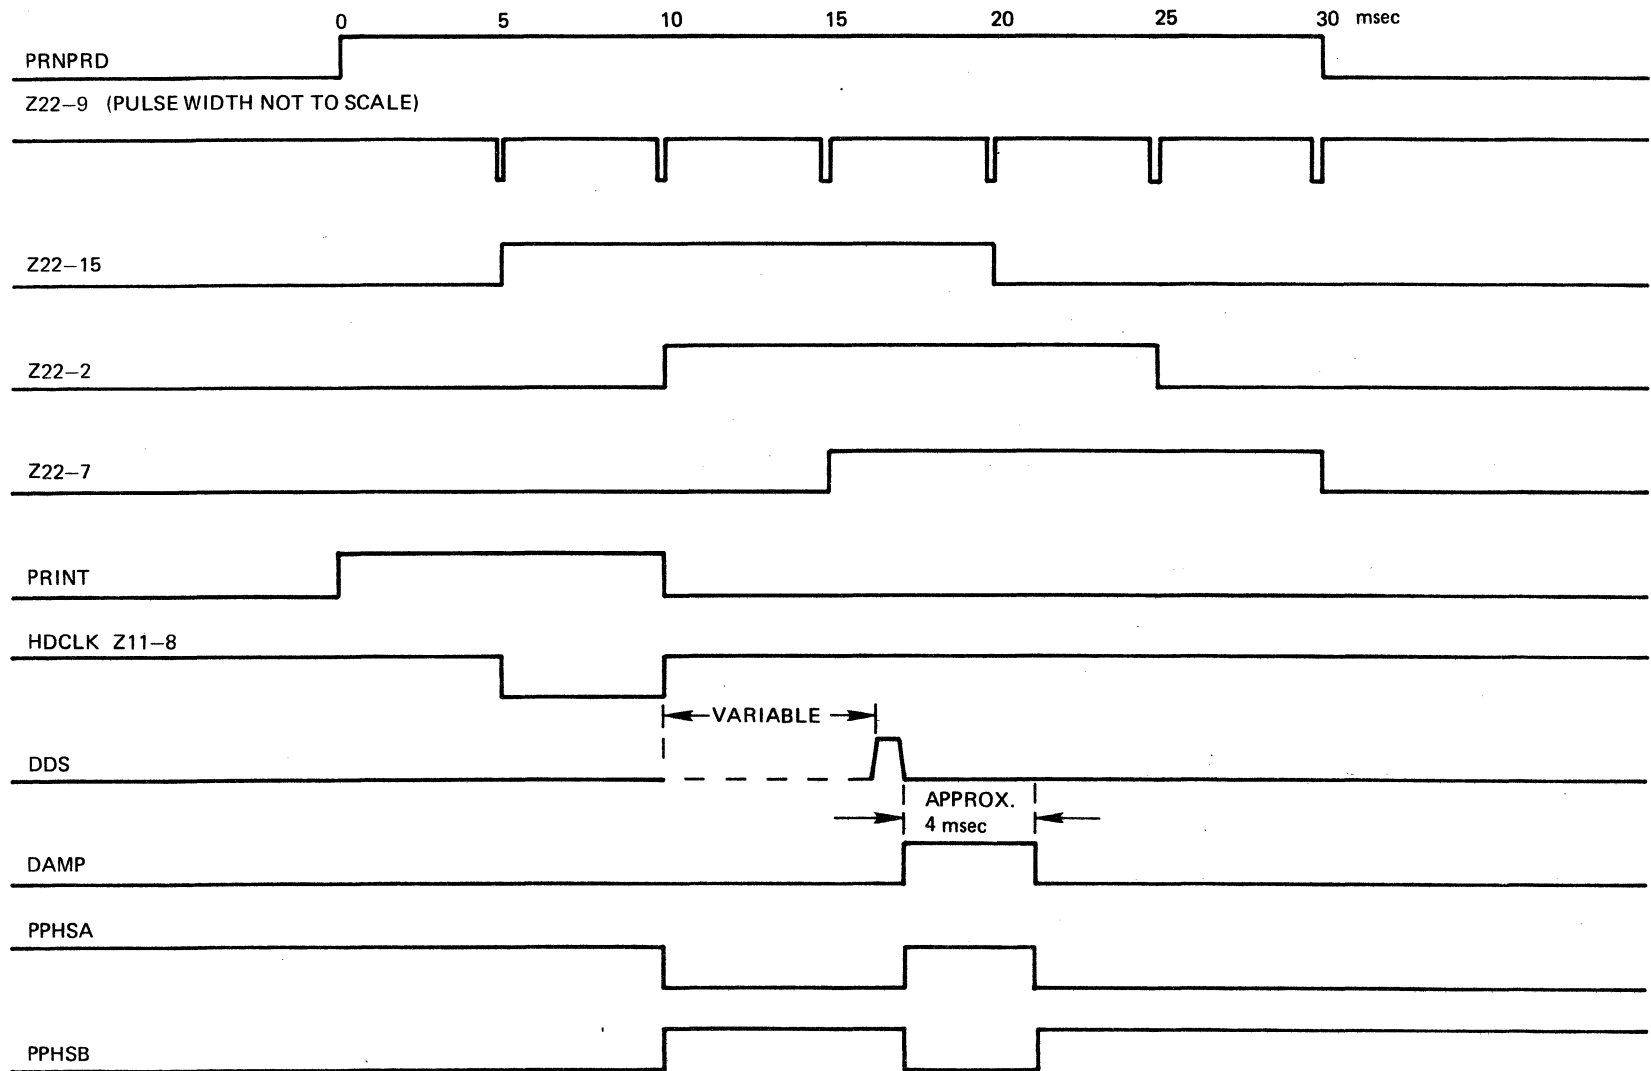 0 5 10 15 20 25 30 msec
PRNPRD
Z22-9 (PULSE WIDTH NOT TO SCALE)
Z22-15
Z22-2
Z22-7
PRINT
HDCLK Z11-8
VARIABLE
DDS
APPROX.
4 msec
DAMP
PPHSA
PPHSB